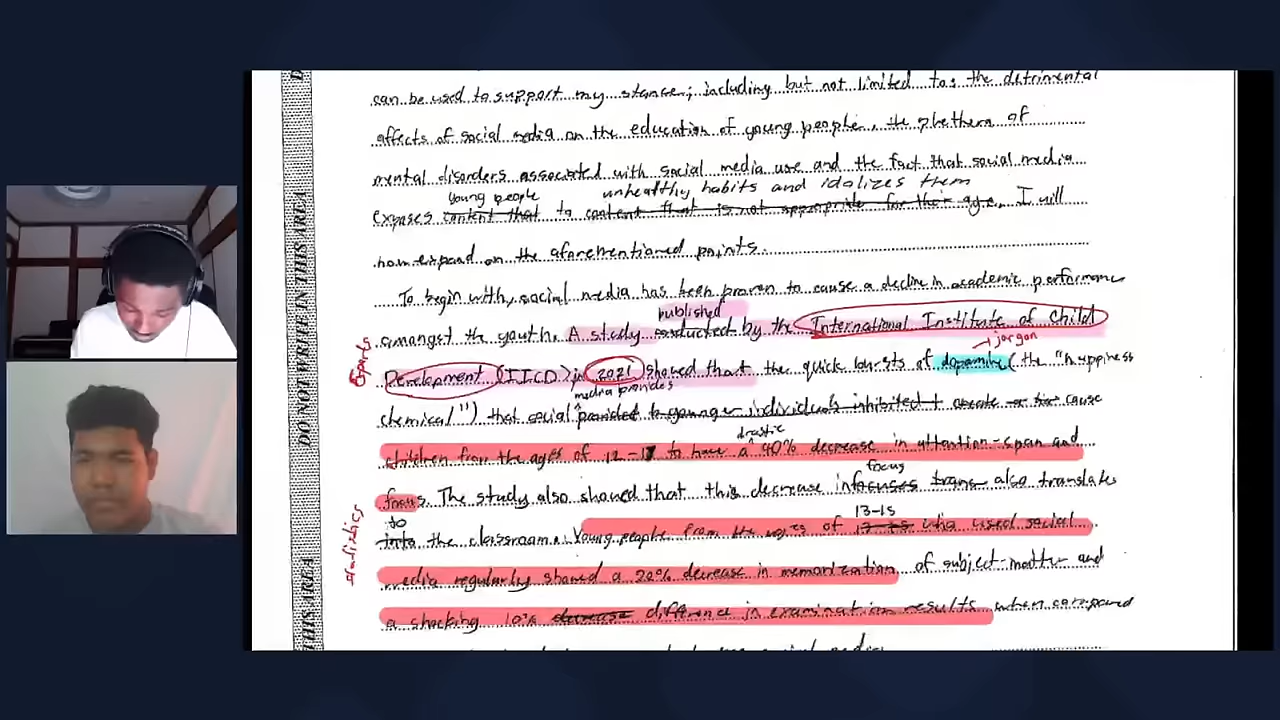 can be used to support my stance; including but not limited to: the detrimental
affects of social media on the education of young people, the plethora of
mental disorders associated with social media use and the fact that social media
young people unhealthy habits and idolizes them
exposes content that to content that is not appropriate for their age. I will
now expand on the aforementioned points.
To begin with, social media has been proven to cause a decline in academic performance
published
amongst the youth. A study conducted by the International Institute of Child
jargon
Experts
Development (IICD) in 2021 showed that the quick bursts of dopamine (the "happiness
media provides
chemical") that social provided to younger individuals inhibited cause
drastic
children from the ages of 12-17 to have a 40% decrease in attention-span and
focus
focus. The study also showed that this decrease in focuses trans also translates
to 13-15
into the classroom. Young people from the ages of who used social
statistics
media regularly showed a 20% decrease in memorization of subject-matter and
a shocking 10% decrease difference in examination results when compared
social media
DO NOT WRITE IN THIS AREA
THIS AREA